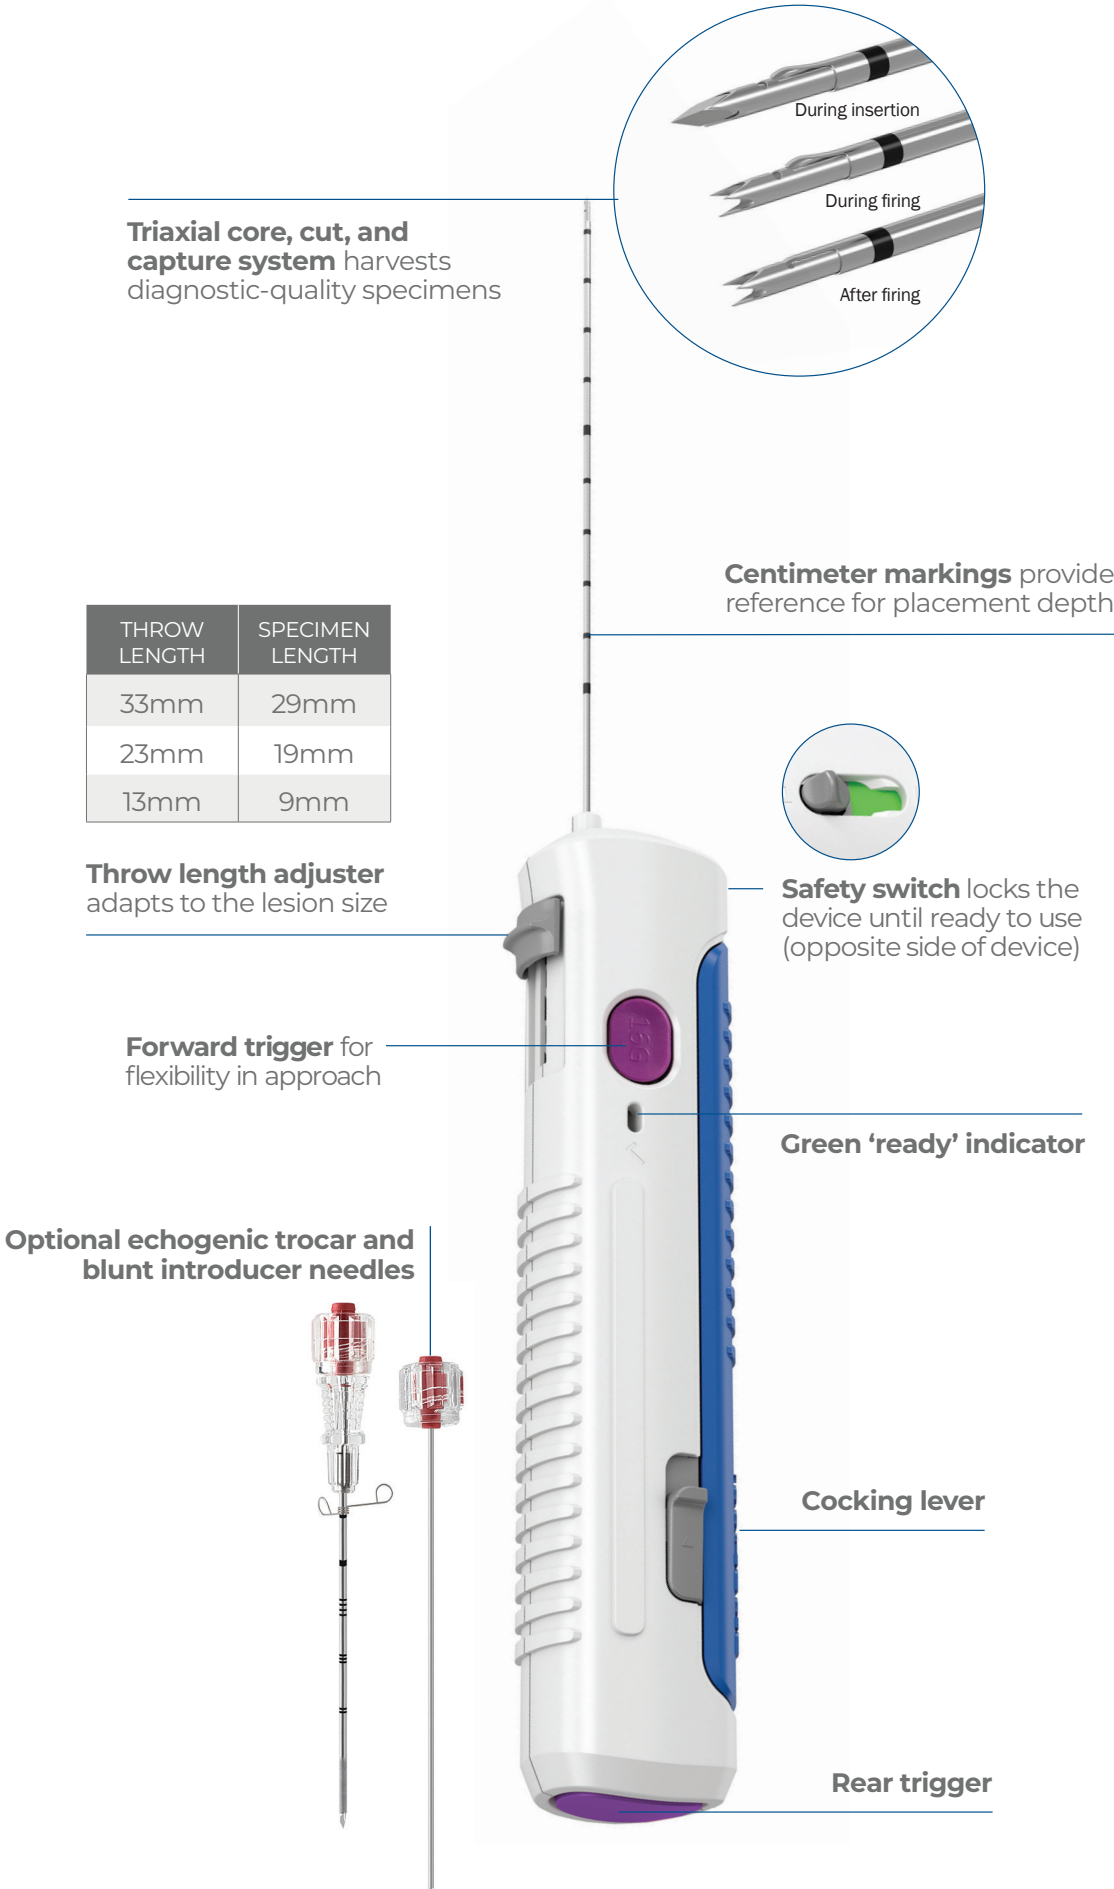 During insertion
During firing
After firing
Triaxial core, cut, and
capture system harvests
diagnostic-quality specimens
Centimeter markings provide
reference for placement depth
THROW LENGTH SPECIMEN LENGTH
33mm 29mm
23mm 19mm
13mm 9mm
Throw length adjuster
adapts to the lesion size
Safety switch locks the
device until ready to use
(opposite side of device)
Forward trigger for
flexibility in approach
16G
Green ‘ready’ indicator
Optional echogenic trocar and
blunt introducer needles
Cocking lever
Rear trigger